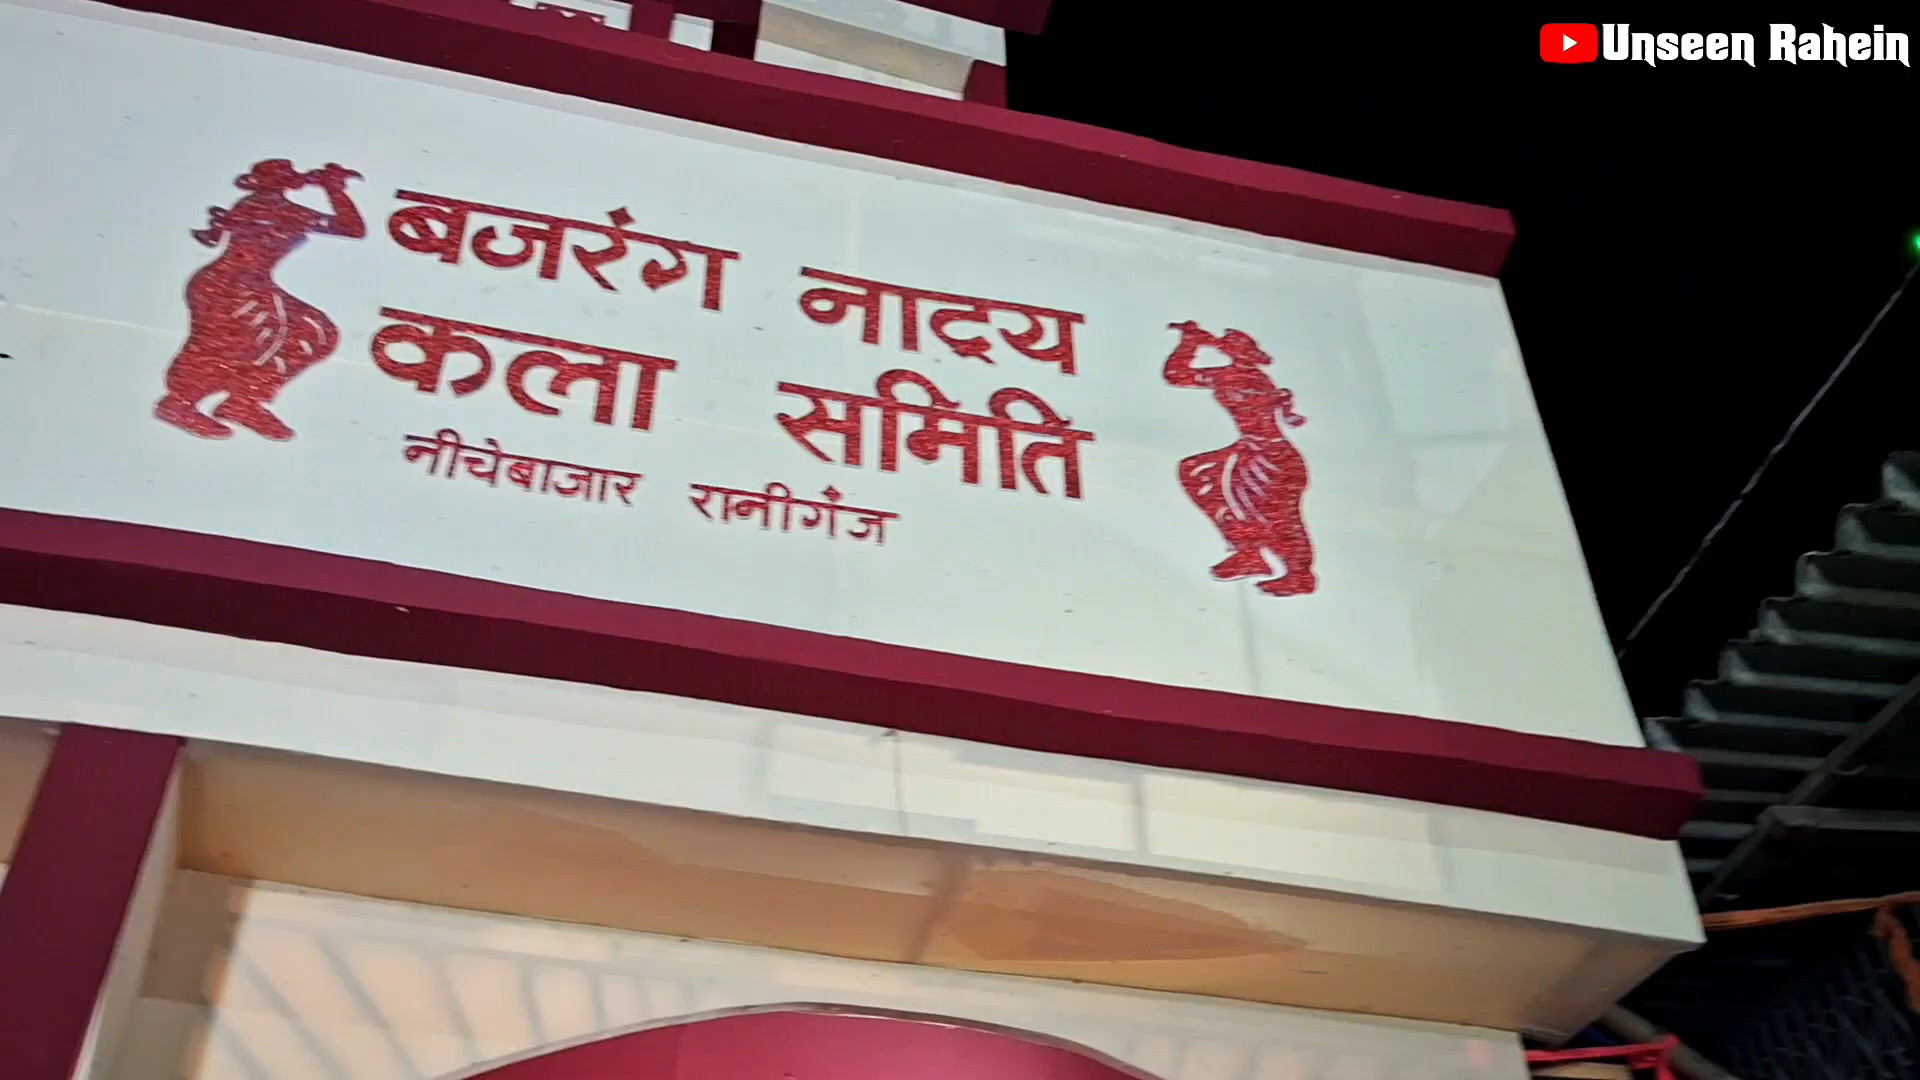 Unseen Rahein
बजरंग नाट्य
कला समिति
नीचेबाजार रानीगंज